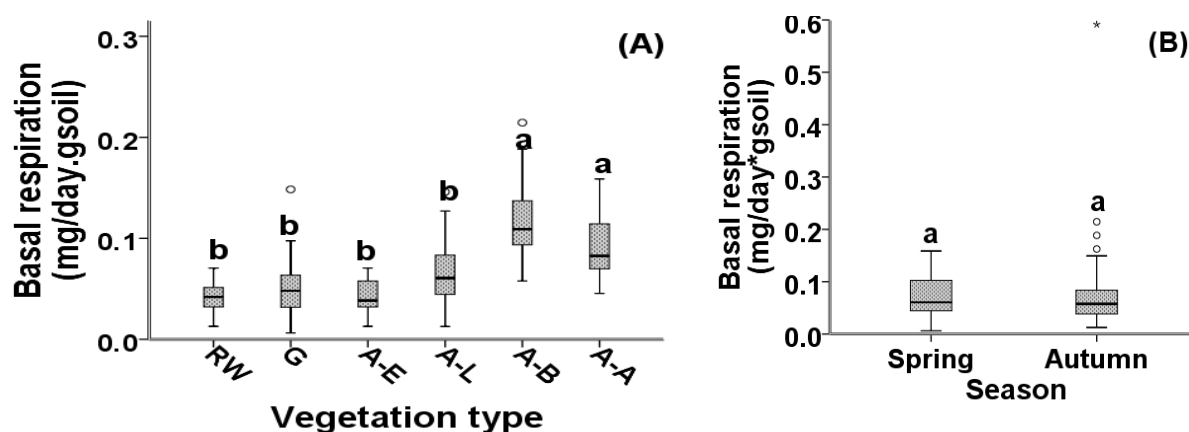 (A)
Basal respiration
(mg/day.gsoil)
0.3
0.2
0.1
0.0
b
b
b
b
a
a
RW
G
A-E
A-L
A-B
A-A
Vegetation type
(B)
Basal respiration
(mg/day*gsoil)
0.6
0.5
0.4
0.3
0.2
0.1
0.0
a
a
Spring
Autumn
Season